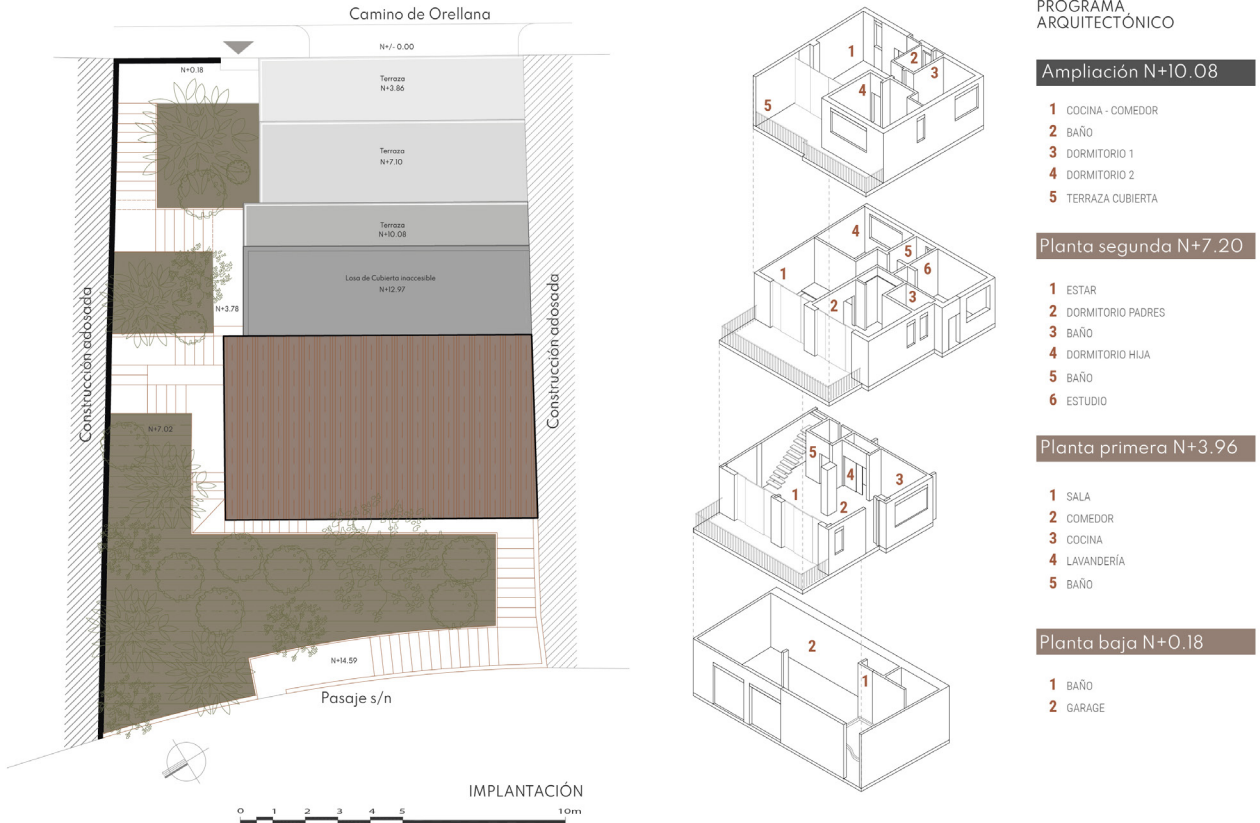 Camino de Orellana
N+/- 0.00
N+0.18
Terraza
N+3.86
Terraza
N+7.10
Terraza
N+10.08
Losa de Cubierta inaccesible
N+12.97
N+3.78
Construcción adosada
Construcción adosada
N+7.02
N+14.59
Pasaje s/n
IMPLANTACIÓN
0 1 2 3 4 5 10m
1
2
3
4
5
4
5
6
1
2
3
5
4
3
1
2
2
1
PROGRAMA
ARQUITECTÓNICO
Ampliación N+10.08
1 COCINA - COMEDOR
2 BAÑO
3 DORMITORIO 1
4 DORMITORIO 2
5 TERRAZA CUBIERTA
Planta segunda N+7.20
1 ESTAR
2 DORMITORIO PADRES
3 BAÑO
4 DORMITORIO HIJA
5 BAÑO
6 ESTUDIO
Planta primera N+3.96
1 SALA
2 COMEDOR
3 COCINA
4 LAVANDERÍA
5 BAÑO
Planta baja N+0.18
1 BAÑO
2 GARAGE